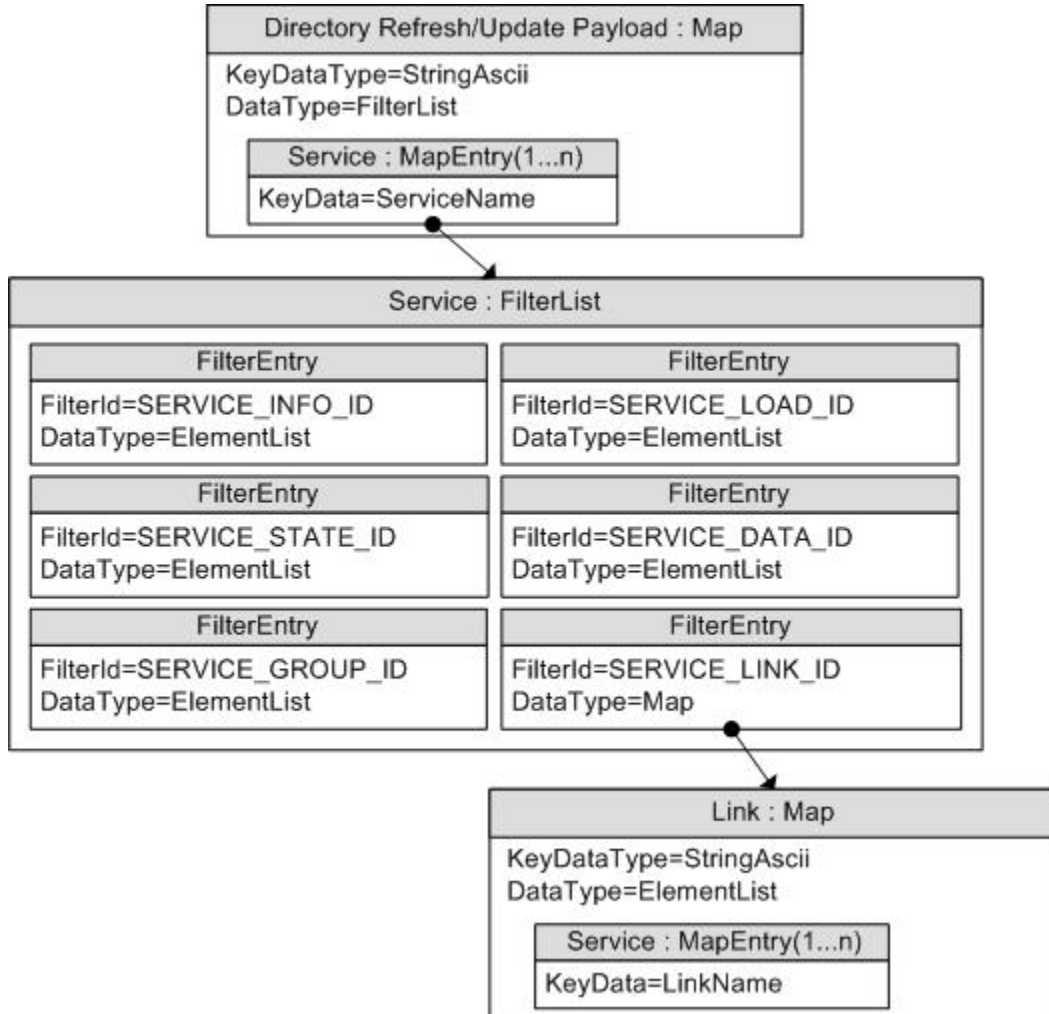 Directory Refresh/Update Payload : Map
KeyDataType=StringAscii
DataType=FilterList
Service : MapEntry(1...n)
KeyData=ServiceName
Service : FilterList
FilterEntry
FilterId=SERVICE_INFO_ID
DataType=ElementList
FilterEntry
FilterId=SERVICE_LOAD_ID
DataType=ElementList
FilterEntry
FilterId=SERVICE_STATE_ID
DataType=ElementList
FilterEntry
FilterId=SERVICE_DATA_ID
DataType=ElementList
FilterEntry
FilterId=SERVICE_GROUP_ID
DataType=ElementList
FilterEntry
FilterId=SERVICE_LINK_ID
DataType=Map
Link : Map
KeyDataType=StringAscii
DataType=ElementList
Service : MapEntry(1...n)
KeyData=LinkName